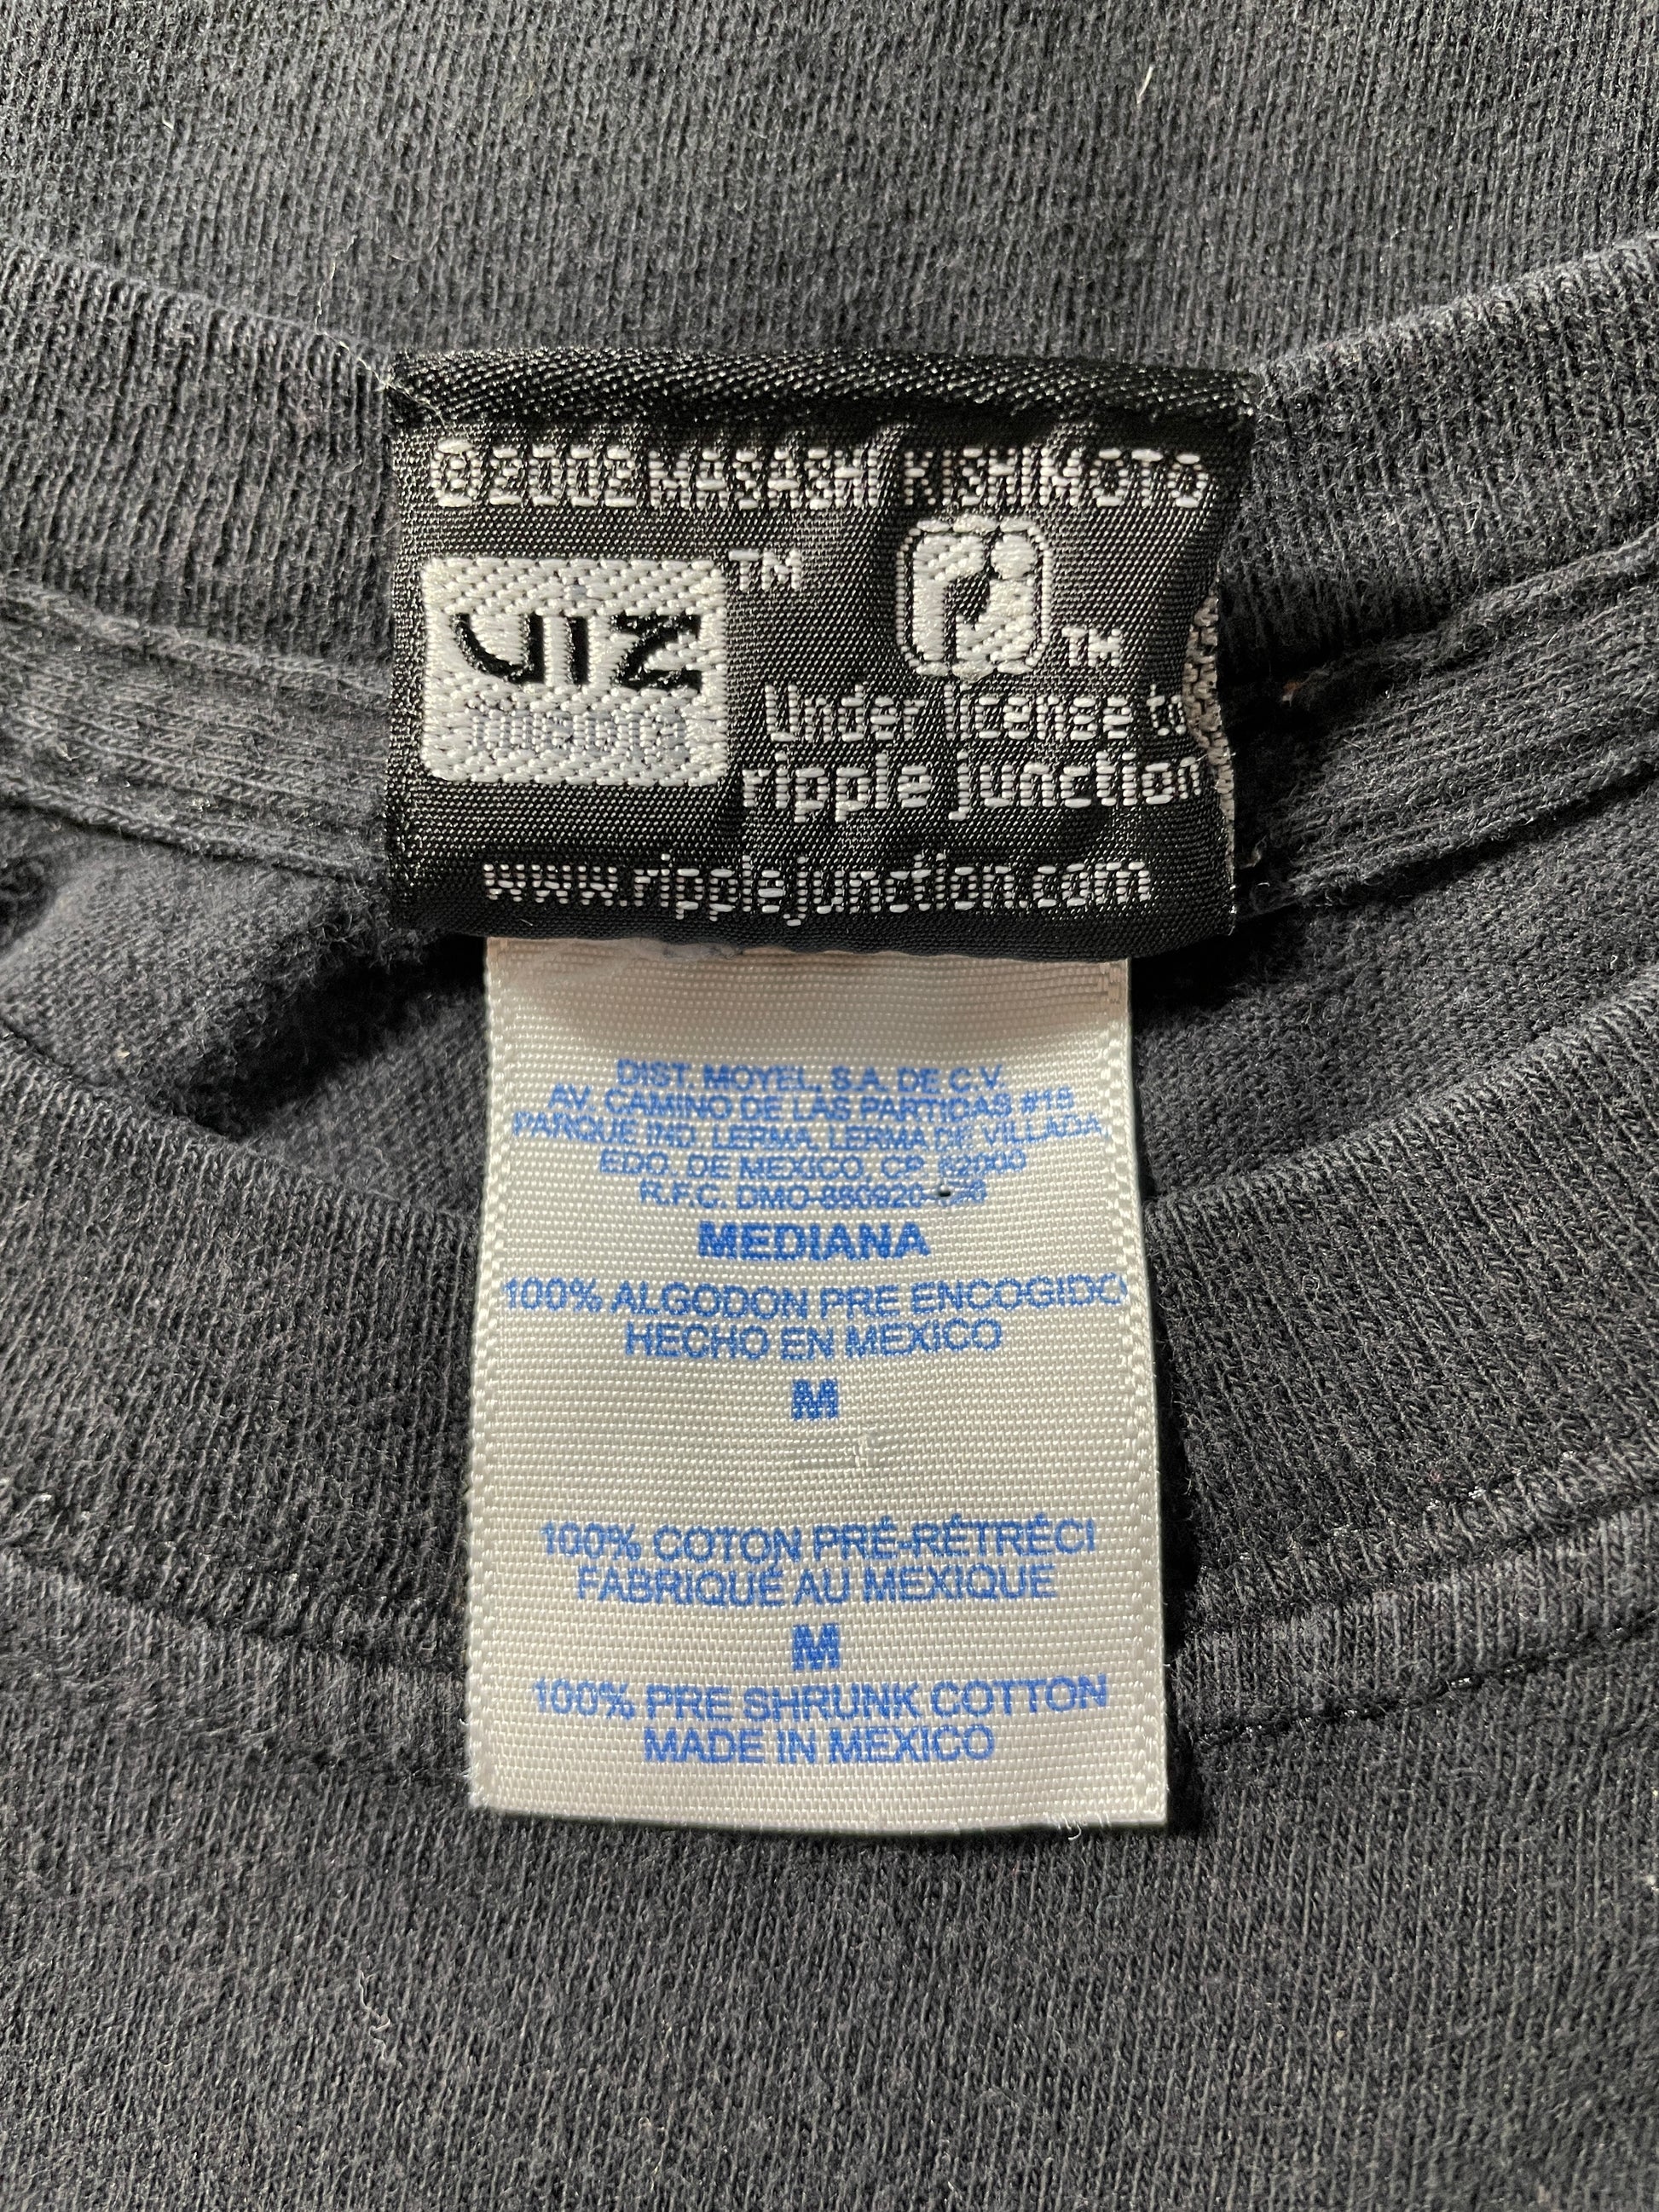 © 2002 MASASHI KISHIMOTO
VIZ TM
media
rj TM
Under license to
ripple junction
www.ripplejunction.com
DIST. MOYEL, S.A. DE C.V.
AV. CAMINO DE LAS PARTIDAS #15
PARQUE IND. LERMA, LERMA DE VILLADA,
EDO. DE MEXICO. CP.
R.F.C.
MEDIANA
100% ALGODON PRE ENCOGIDO
HECHO EN MEXICO
M
100% COTON PRÉ-RÉTRÉCI
FABRIQUÉ AU MEXIQUE
M
100% PRE SHRUNK COTTON
MADE IN MEXICO